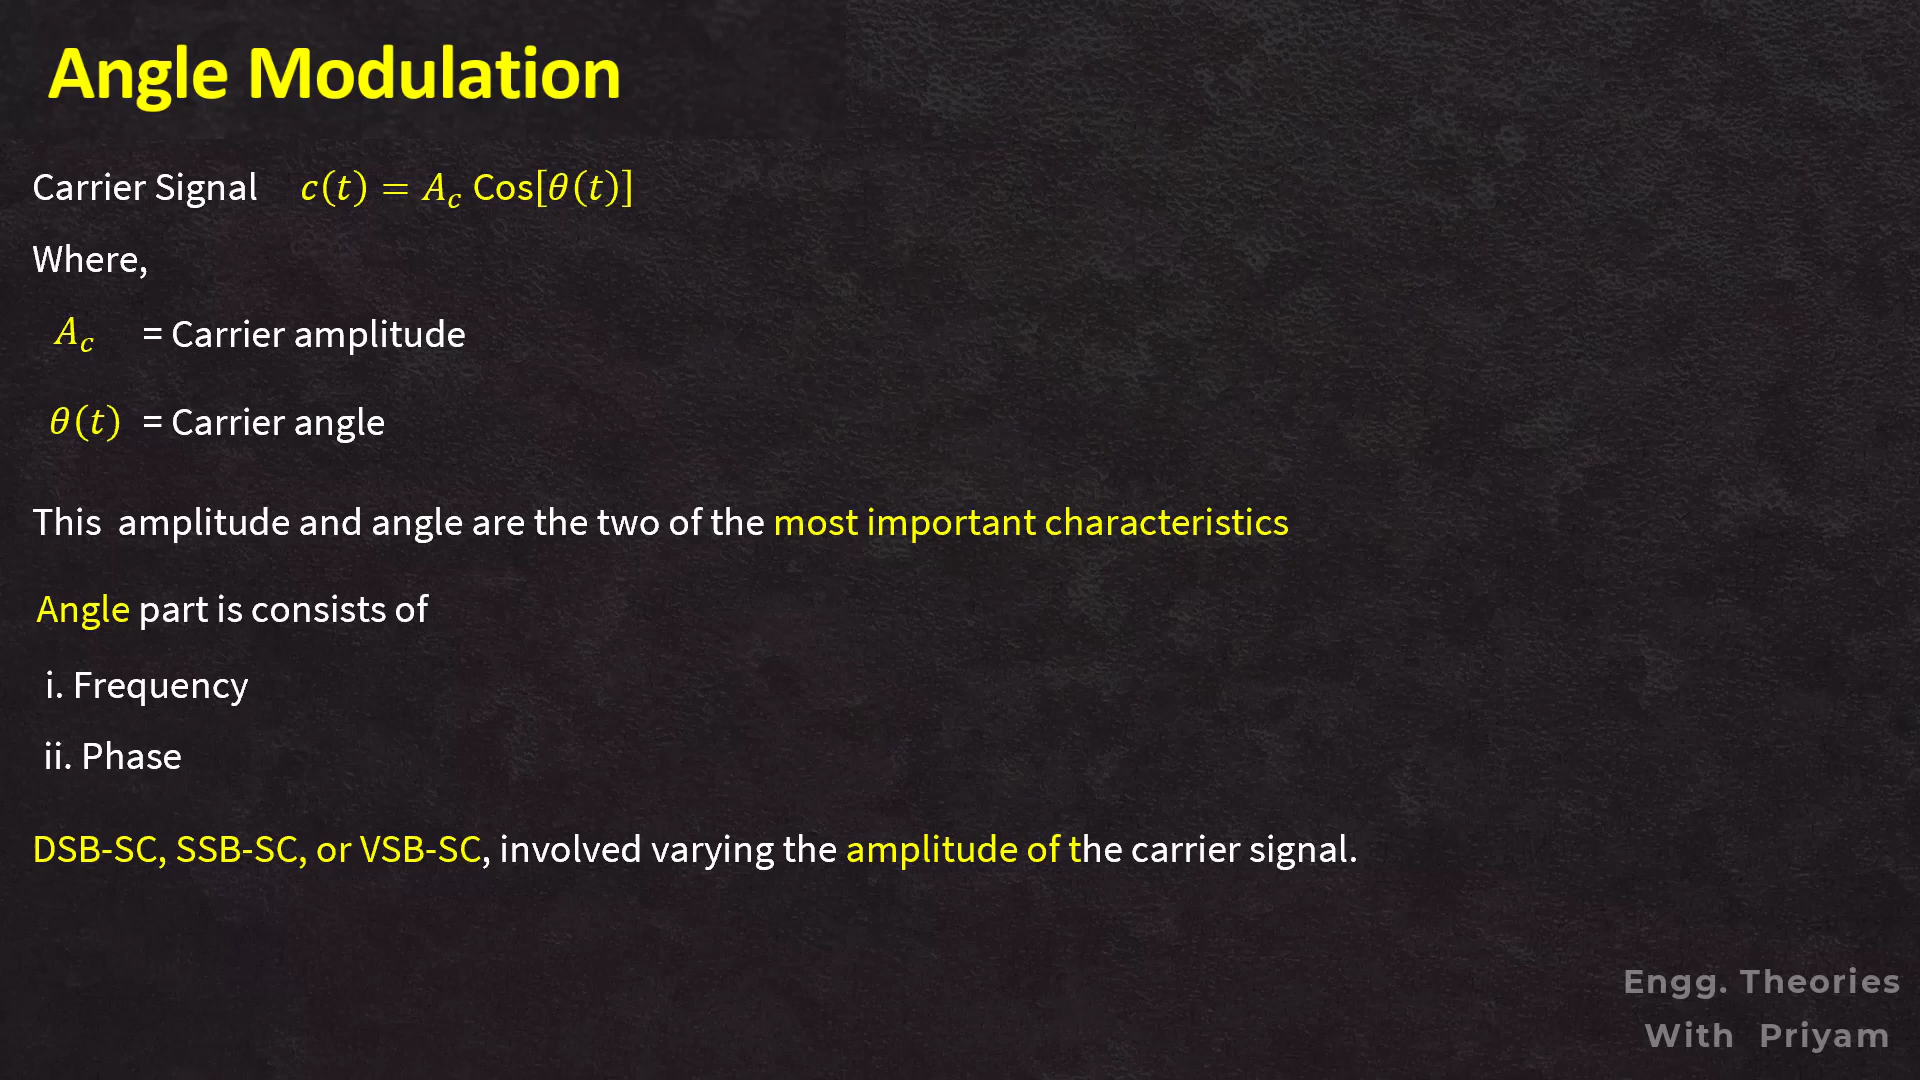 Angle Modulation
Carrier Signal c(t) = A_c Cos[θ(t)]
Where,
A_c = Carrier amplitude
θ(t) = Carrier angle
This amplitude and angle are the two of the most important characteristics
Angle part is consists of
i. Frequency
ii. Phase
DSB-SC, SSB-SC, or VSB-SC, involved varying the amplitude of the carrier signal.
Engg. Theories
With Priyam